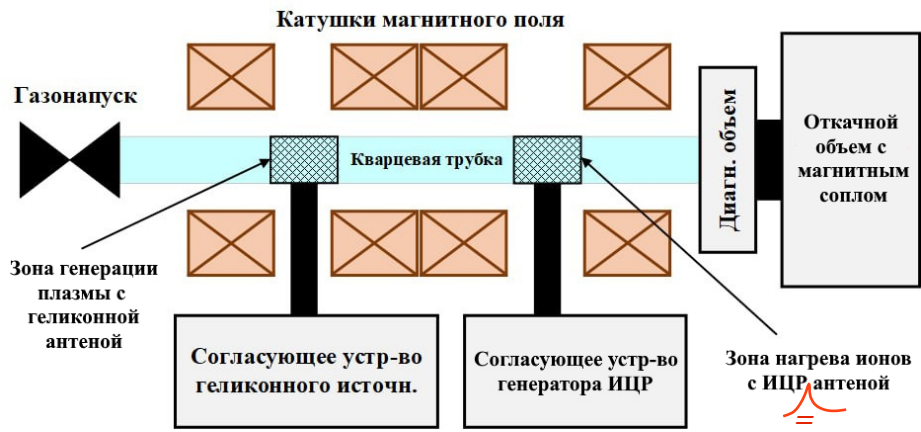 Катушки магнитного поля
Газонапуск
Кварцевая трубка
Диагн. объем
Откачной
объем с
магнитным
соплом
Зона генерации
плазмы с
геликонной
антеной
Согласующее устр-во
геликонного источн.
Согласующее устр-во
генератора ИЦР
Зона нагрева ионов
с ИЦР антеной